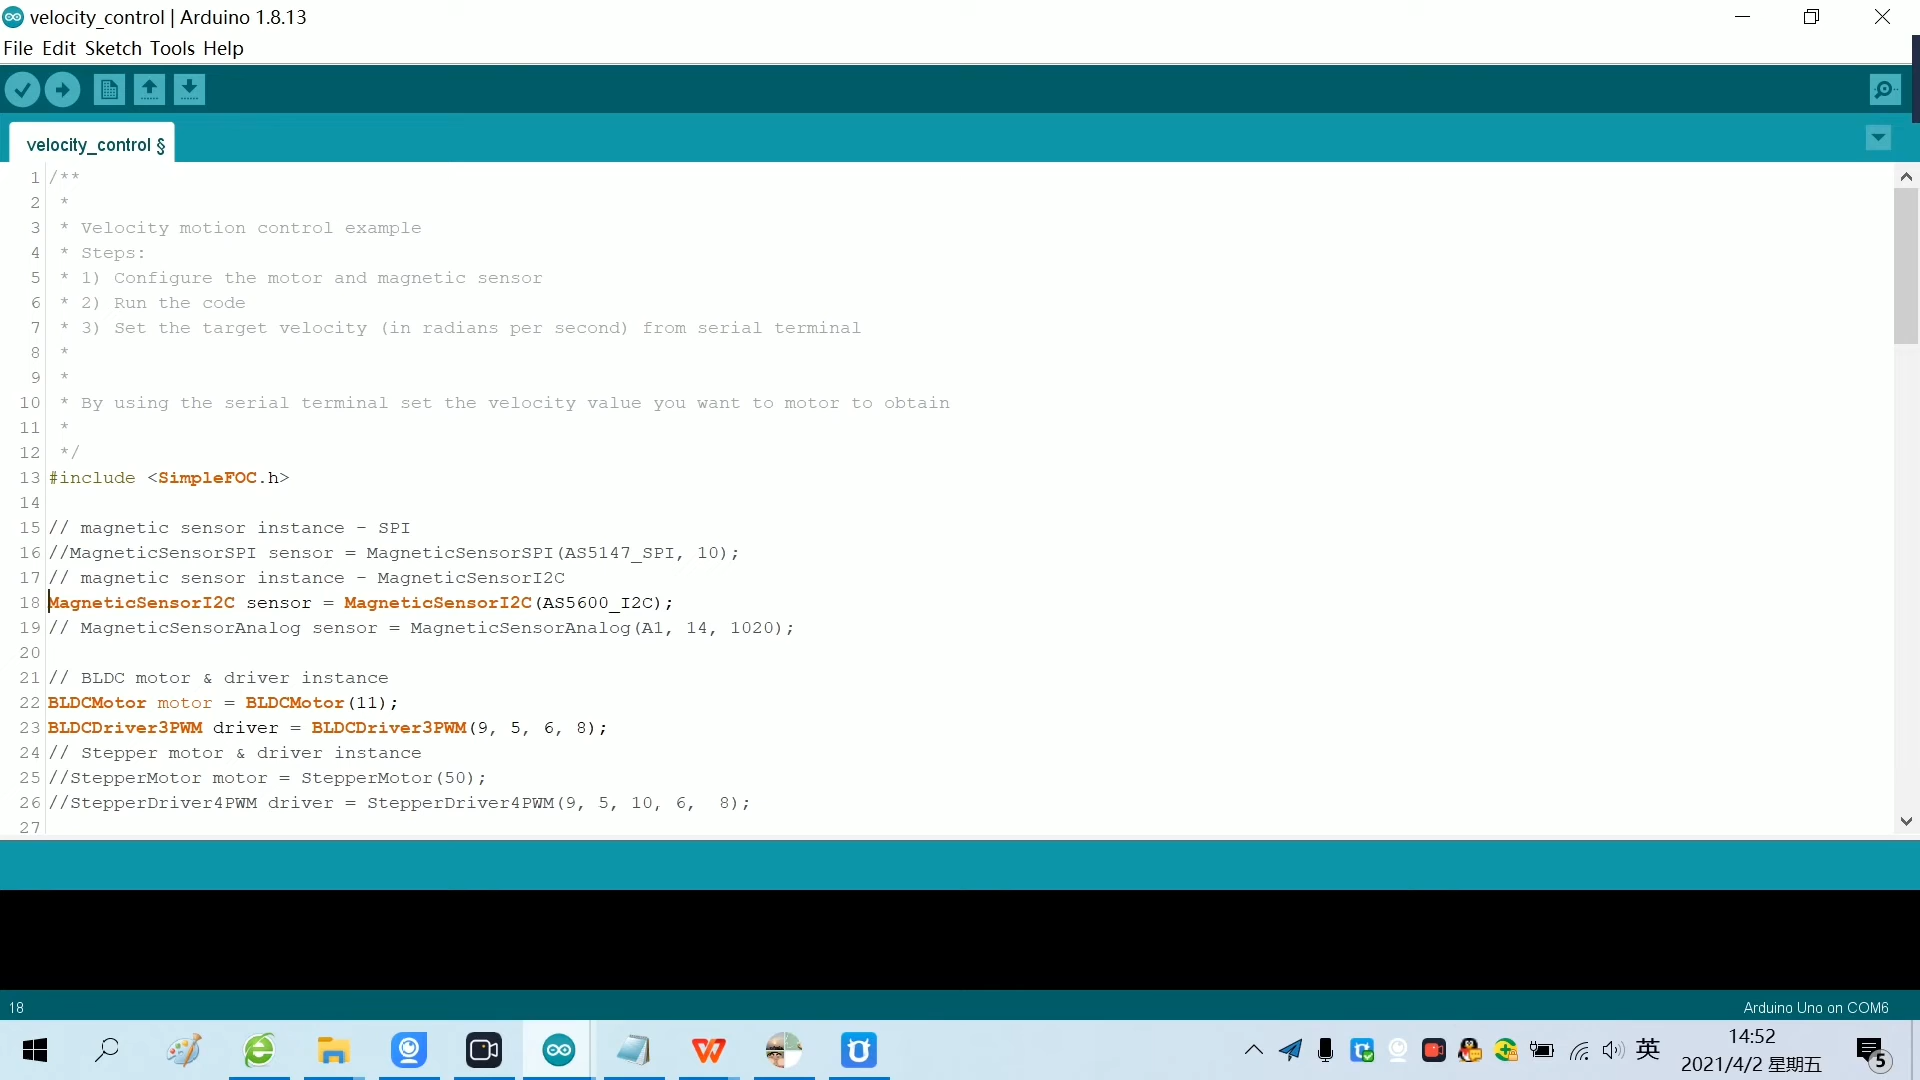 velocity_control | Arduino 1.8.13
File Edit Sketch Tools Help
velocity_control §
1 /**
2  *
3  * Velocity motion control example
4  * Steps:
5  * 1) Configure the motor and magnetic sensor
6  * 2) Run the code
7  * 3) Set the target velocity (in radians per second) from serial terminal
8  *
9  *
10  * By using the serial terminal set the velocity value you want to motor to obtain
11  *
12  */
13 #include <SimpleFOC.h>
14
15 // magnetic sensor instance - SPI
16 //MagneticSensorSPI sensor = MagneticSensorSPI(AS5147_SPI, 10);
17 // magnetic sensor instance - MagneticSensorI2C
18 MagneticSensorI2C sensor = MagneticSensorI2C(AS5600_I2C);
19 // MagneticSensorAnalog sensor = MagneticSensorAnalog(A1, 14, 1020);
20
21 // BLDC motor & driver instance
22 BLDCMotor motor = BLDCMotor(11);
23 BLDCDriver3PWM driver = BLDCDriver3PWM(9, 5, 6, 8);
24 // Stepper motor & driver instance
25 //StepperMotor motor = StepperMotor(50);
26 //StepperDriver4PWM driver = StepperDriver4PWM(9, 5, 10, 6,  8);
27
18
Arduino Uno on COM6
英
14:52
2021/4/2 星期五
5